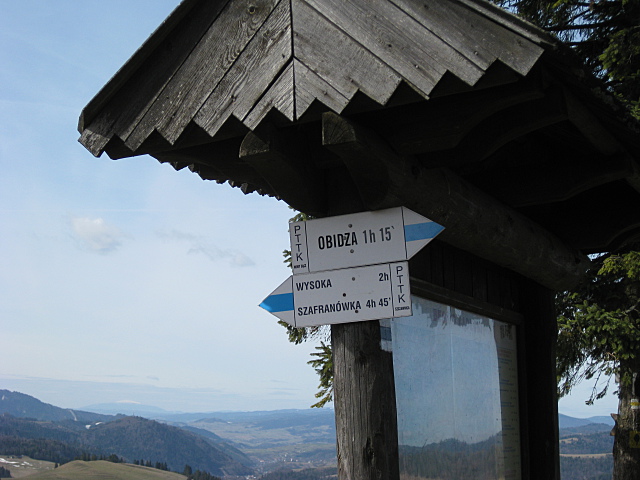 PTTK
OBIDZA 1h 15`
WYSOKA 2h
SZAFRANÓWKA 4h 45'
PTTK